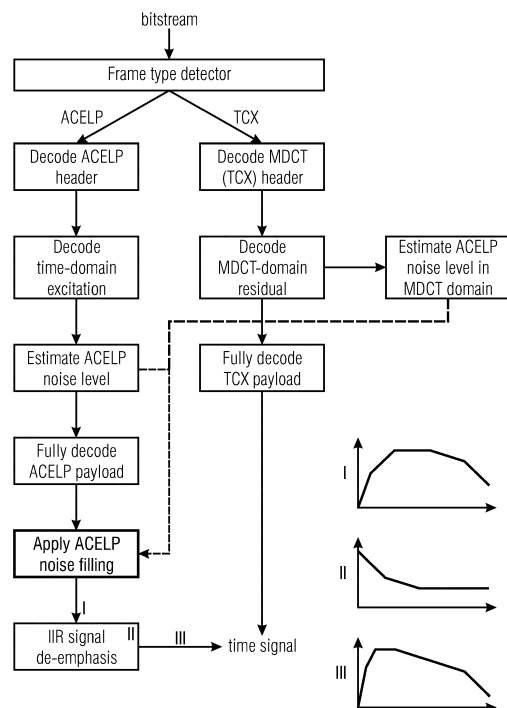 bitstream
Frame type detector
ACELP
TCX
Decode ACELP
header
Decode MDCT
(TCX) header
Decode
time-domain
excitation
Decode
MDCT-domain
residual
Estimate ACELP
noise level in
MDCT domain
Estimate ACELP
noise level
Fully decode
TCX payload
Fully decode
ACELP payload
I
Apply ACELP
noise filling
II
I
IIR signal
de-emphasis
II
III
time signal
III